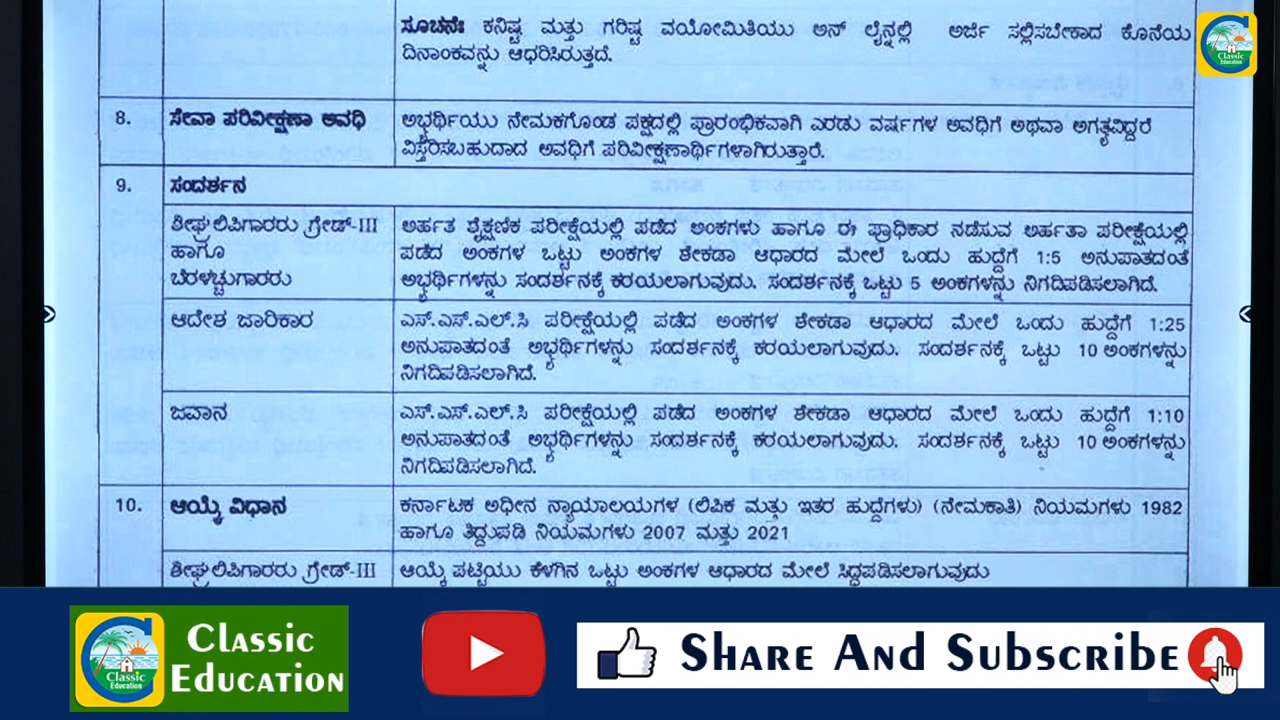 ಸೂಚನೆ: ಕನಿಷ್ಟ ಮತ್ತು ಗರಿಷ್ಟ ವಯೋಮಿತಿಯು ಅನ್ ಲೈನ್ನಲ್ಲಿ ಅರ್ಜಿ ಸಲ್ಲಿಸಬೇಕಾದ ಕೊನೆಯ
ದಿನಾಂಕವನ್ನು ಆಧರಿಸಿರುತ್ತದೆ.
8. ಸೇವಾ ಪರಿವೀಕ್ಷಣಾ ಅವಧಿ
ಅಭ್ಯರ್ಥಿಯು ನೇಮಕಗೊಂಡ ಪಕ್ಷದಲ್ಲಿ ಪ್ರಾರಂಭಿಕವಾಗಿ ಎರಡು ವರ್ಷಗಳ ಅವಧಿಗೆ ಅಥವಾ ಅಗತ್ಯವಿದ್ದರೆ
ವಿಸ್ತರಿಸಬಹುದಾದ ಅವಧಿಗೆ ಪರಿವೀಕ್ಷಣಾರ್ಥಿಗಳಾಗಿರುತ್ತಾರೆ.
9. ಸಂದರ್ಶನ
ಶೀಘ್ರಲಿಪಿಗಾರರು ಗ್ರೇಡ್-III
ಹಾಗೂ
ಬೆರಳಚ್ಚುಗಾರರು
ಅರ್ಹತ ಶೈಕ್ಷಣಿಕ ಪರೀಕ್ಷೆಯಲ್ಲಿ ಪಡೆದ ಅಂಕಗಳು ಹಾಗೂ ಈ ಪ್ರಾಧಿಕಾರ ನಡೆಸುವ ಅರ್ಹತಾ ಪರೀಕ್ಷೆಯಲ್ಲಿ
ಪಡೆದ ಅಂಕಗಳ ಒಟ್ಟು ಅಂಕಗಳ ಶೇಕಡಾ ಆಧಾರದ ಮೇಲೆ ಒಂದು ಹುದ್ದೆಗೆ 1:5 ಅನುಪಾತದಂತೆ
ಅಭ್ಯರ್ಥಿಗಳನ್ನು ಸಂದರ್ಶನಕ್ಕೆ ಕರೆಯಲಾಗುವುದು. ಸಂದರ್ಶನಕ್ಕೆ ಒಟ್ಟು 5 ಅಂಕಗಳನ್ನು ನಿಗದಿಪಡಿಸಲಾಗಿದೆ.
ಆದೇಶ ಜಾರಿಕಾರ
ಎಸ್.ಎಸ್.ಎಲ್.ಸಿ ಪರೀಕ್ಷೆಯಲ್ಲಿ ಪಡೆದ ಅಂಕಗಳ ಶೇಕಡಾ ಆಧಾರದ ಮೇಲೆ ಒಂದು ಹುದ್ದೆಗೆ 1:25
ಅನುಪಾತದಂತೆ ಅಭ್ಯರ್ಥಿಗಳನ್ನು ಸಂದರ್ಶನಕ್ಕೆ ಕರೆಯಲಾಗುವುದು. ಸಂದರ್ಶನಕ್ಕೆ ಒಟ್ಟು 10 ಅಂಕಗಳನ್ನು
ನಿಗದಿಪಡಿಸಲಾಗಿದೆ.
ಜವಾನ
ಎಸ್.ಎಸ್.ಎಲ್.ಸಿ ಪರೀಕ್ಷೆಯಲ್ಲಿ ಪಡೆದ ಅಂಕಗಳ ಶೇಕಡಾ ಆಧಾರದ ಮೇಲೆ ಒಂದು ಹುದ್ದೆಗೆ 1:10
ಅನುಪಾತದಂತೆ ಅಭ್ಯರ್ಥಿಗಳನ್ನು ಸಂದರ್ಶನಕ್ಕೆ ಕರೆಯಲಾಗುವುದು. ಸಂದರ್ಶನಕ್ಕೆ ಒಟ್ಟು 10 ಅಂಕಗಳನ್ನು
ನಿಗದಿಪಡಿಸಲಾಗಿದೆ.
10. ಆಯ್ಕೆ ವಿಧಾನ
ಕರ್ನಾಟಕ ಅಧೀನ ನ್ಯಾಯಾಲಯಗಳ (ಲಿಪಿಕ ಮತ್ತು ಇತರ ಹುದ್ದೆಗಳು) (ನೇಮಕಾತಿ) ನಿಯಮಗಳು 1982
ಹಾಗೂ ತಿದ್ದುಪಡಿ ನಿಯಮಗಳು 2007 ಮತ್ತು 2021
ಶೀಘ್ರಲಿಪಿಗಾರರು ಗ್ರೇಡ್-III
ಆಯ್ಕೆ ಪಟ್ಟಿಯು ಕೆಳಗಿನ ಒಟ್ಟು ಅಂಕಗಳ ಆಧಾರದ ಮೇಲೆ ಸಿದ್ಧಪಡಿಸಲಾಗುವುದು
Classic
Education
Classic
Education
Classic
Education
Share And Subscribe